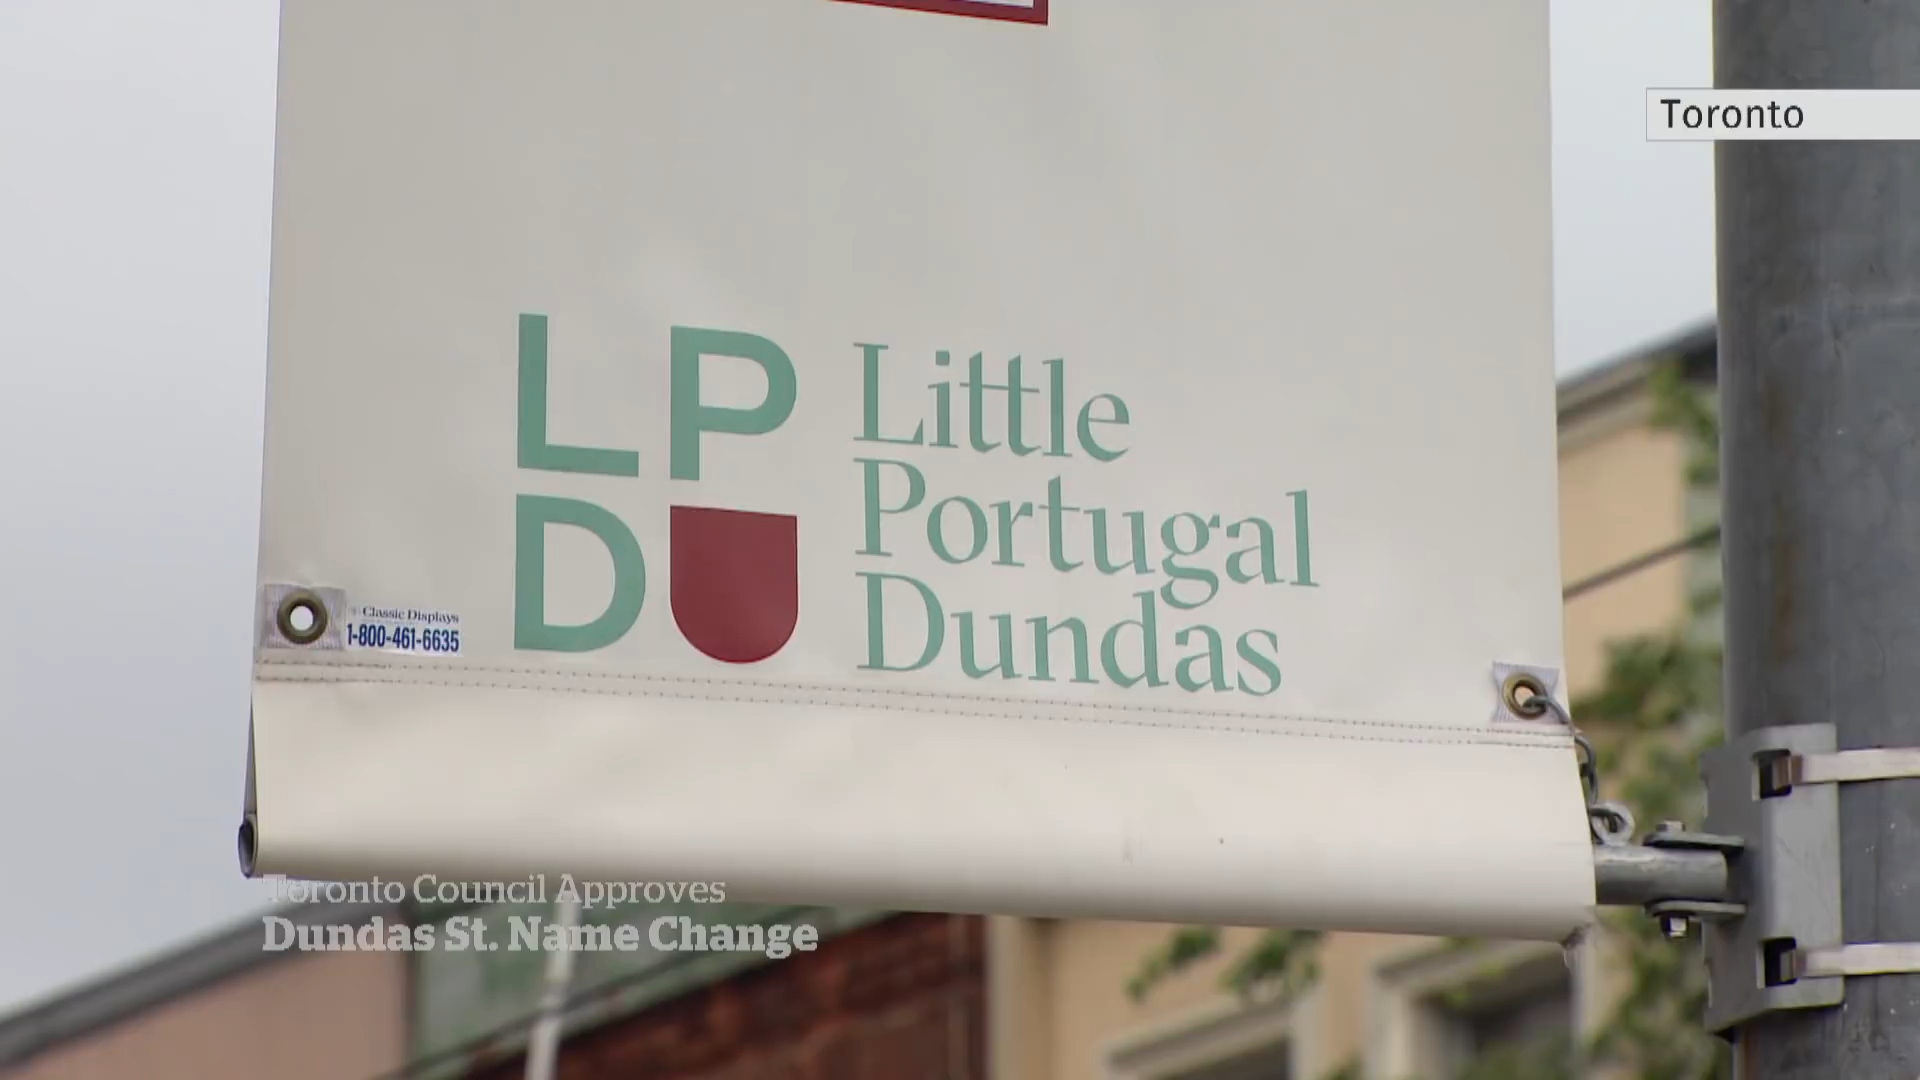 Toronto
LP
DU
Little
Portugal
Dundas
Classic Displays
1-800-461-6635
Toronto Council Approves
Dundas St. Name Change